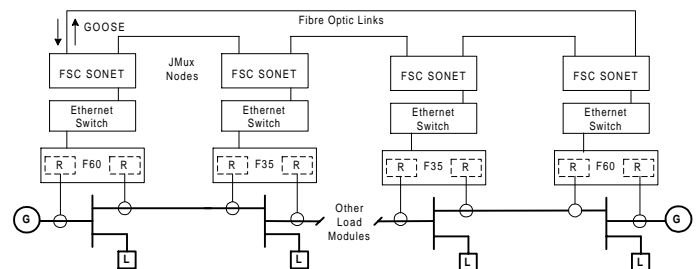 GOOSE
Fibre Optic Links
FSC SONET
JMux
Nodes
FSC SONET
FSC SONET
FSC SONET
Ethernet
Switch
Ethernet
Switch
Ethernet
Switch
Ethernet
Switch
R F60 R
R F35 R
R F35 R
R F60 R
G
Other
Load
Modules
G
L
L
L
L